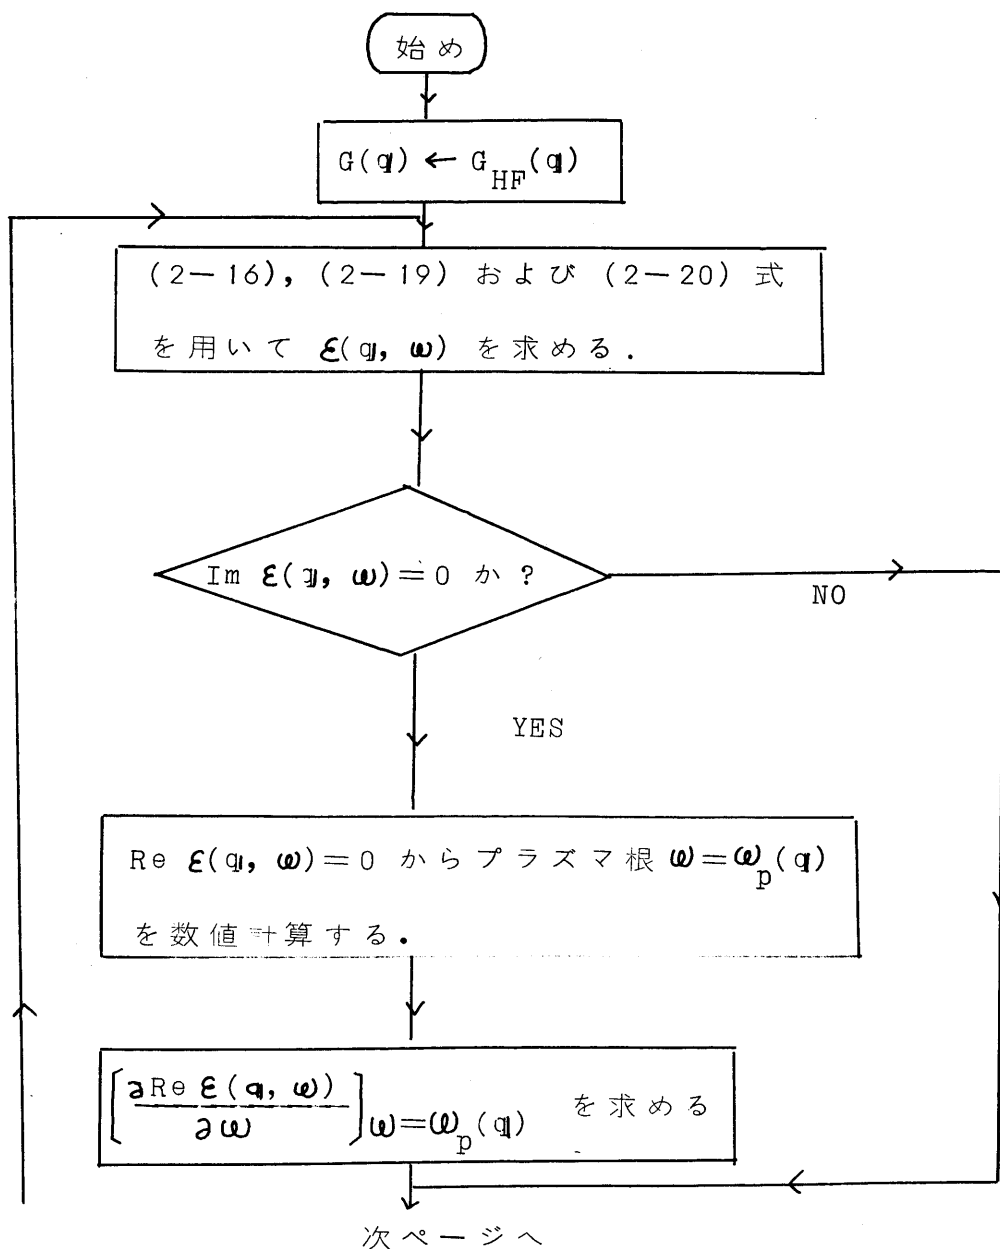 始め
G(q) ← G_HF(q)
(2−16), (2−19) および (2−20) 式
を用いて ε(q, ω) を求める.
Im ε(q, ω)=0 か?
NO
YES
Re ε(q, ω)=0 からプラズマ根 ω=ω_p(q)
を数値計算する.
[∂Re ε(q, ω)/∂ω]ω=ω_p(q) を求める
次ページへ